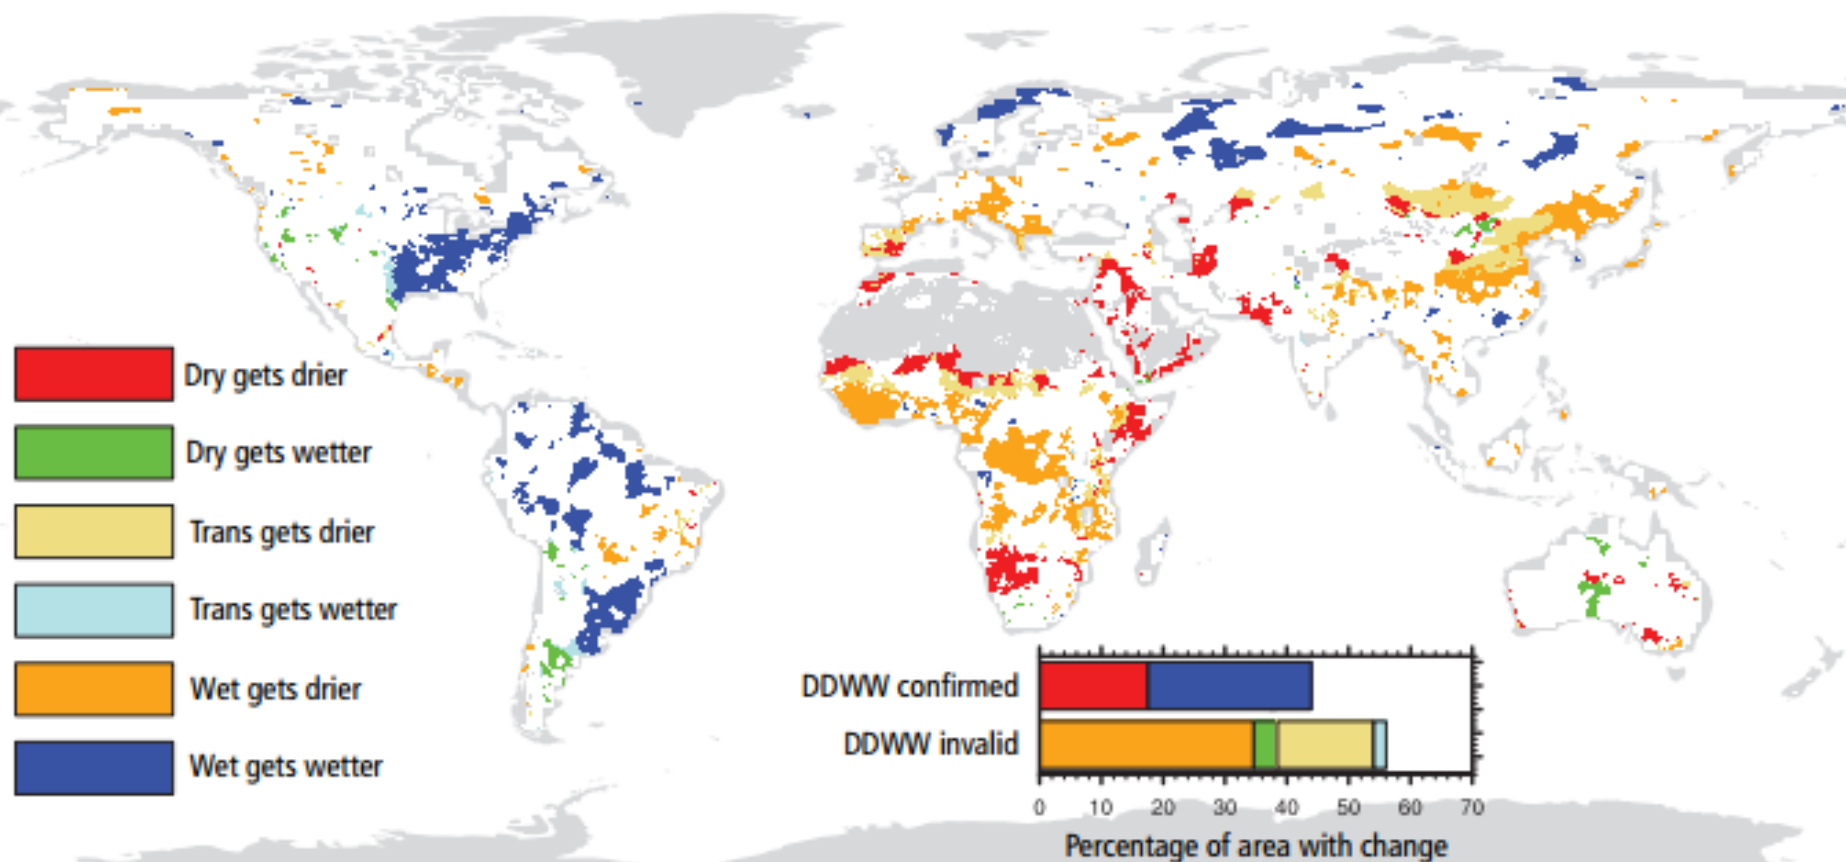 Dry gets drier
Dry gets wetter
Trans gets drier
Trans gets wetter
Wet gets drier
Wet gets wetter
DDWW confirmed
DDWW invalid
0 10 20 30 40 50 60 70
Percentage of area with change